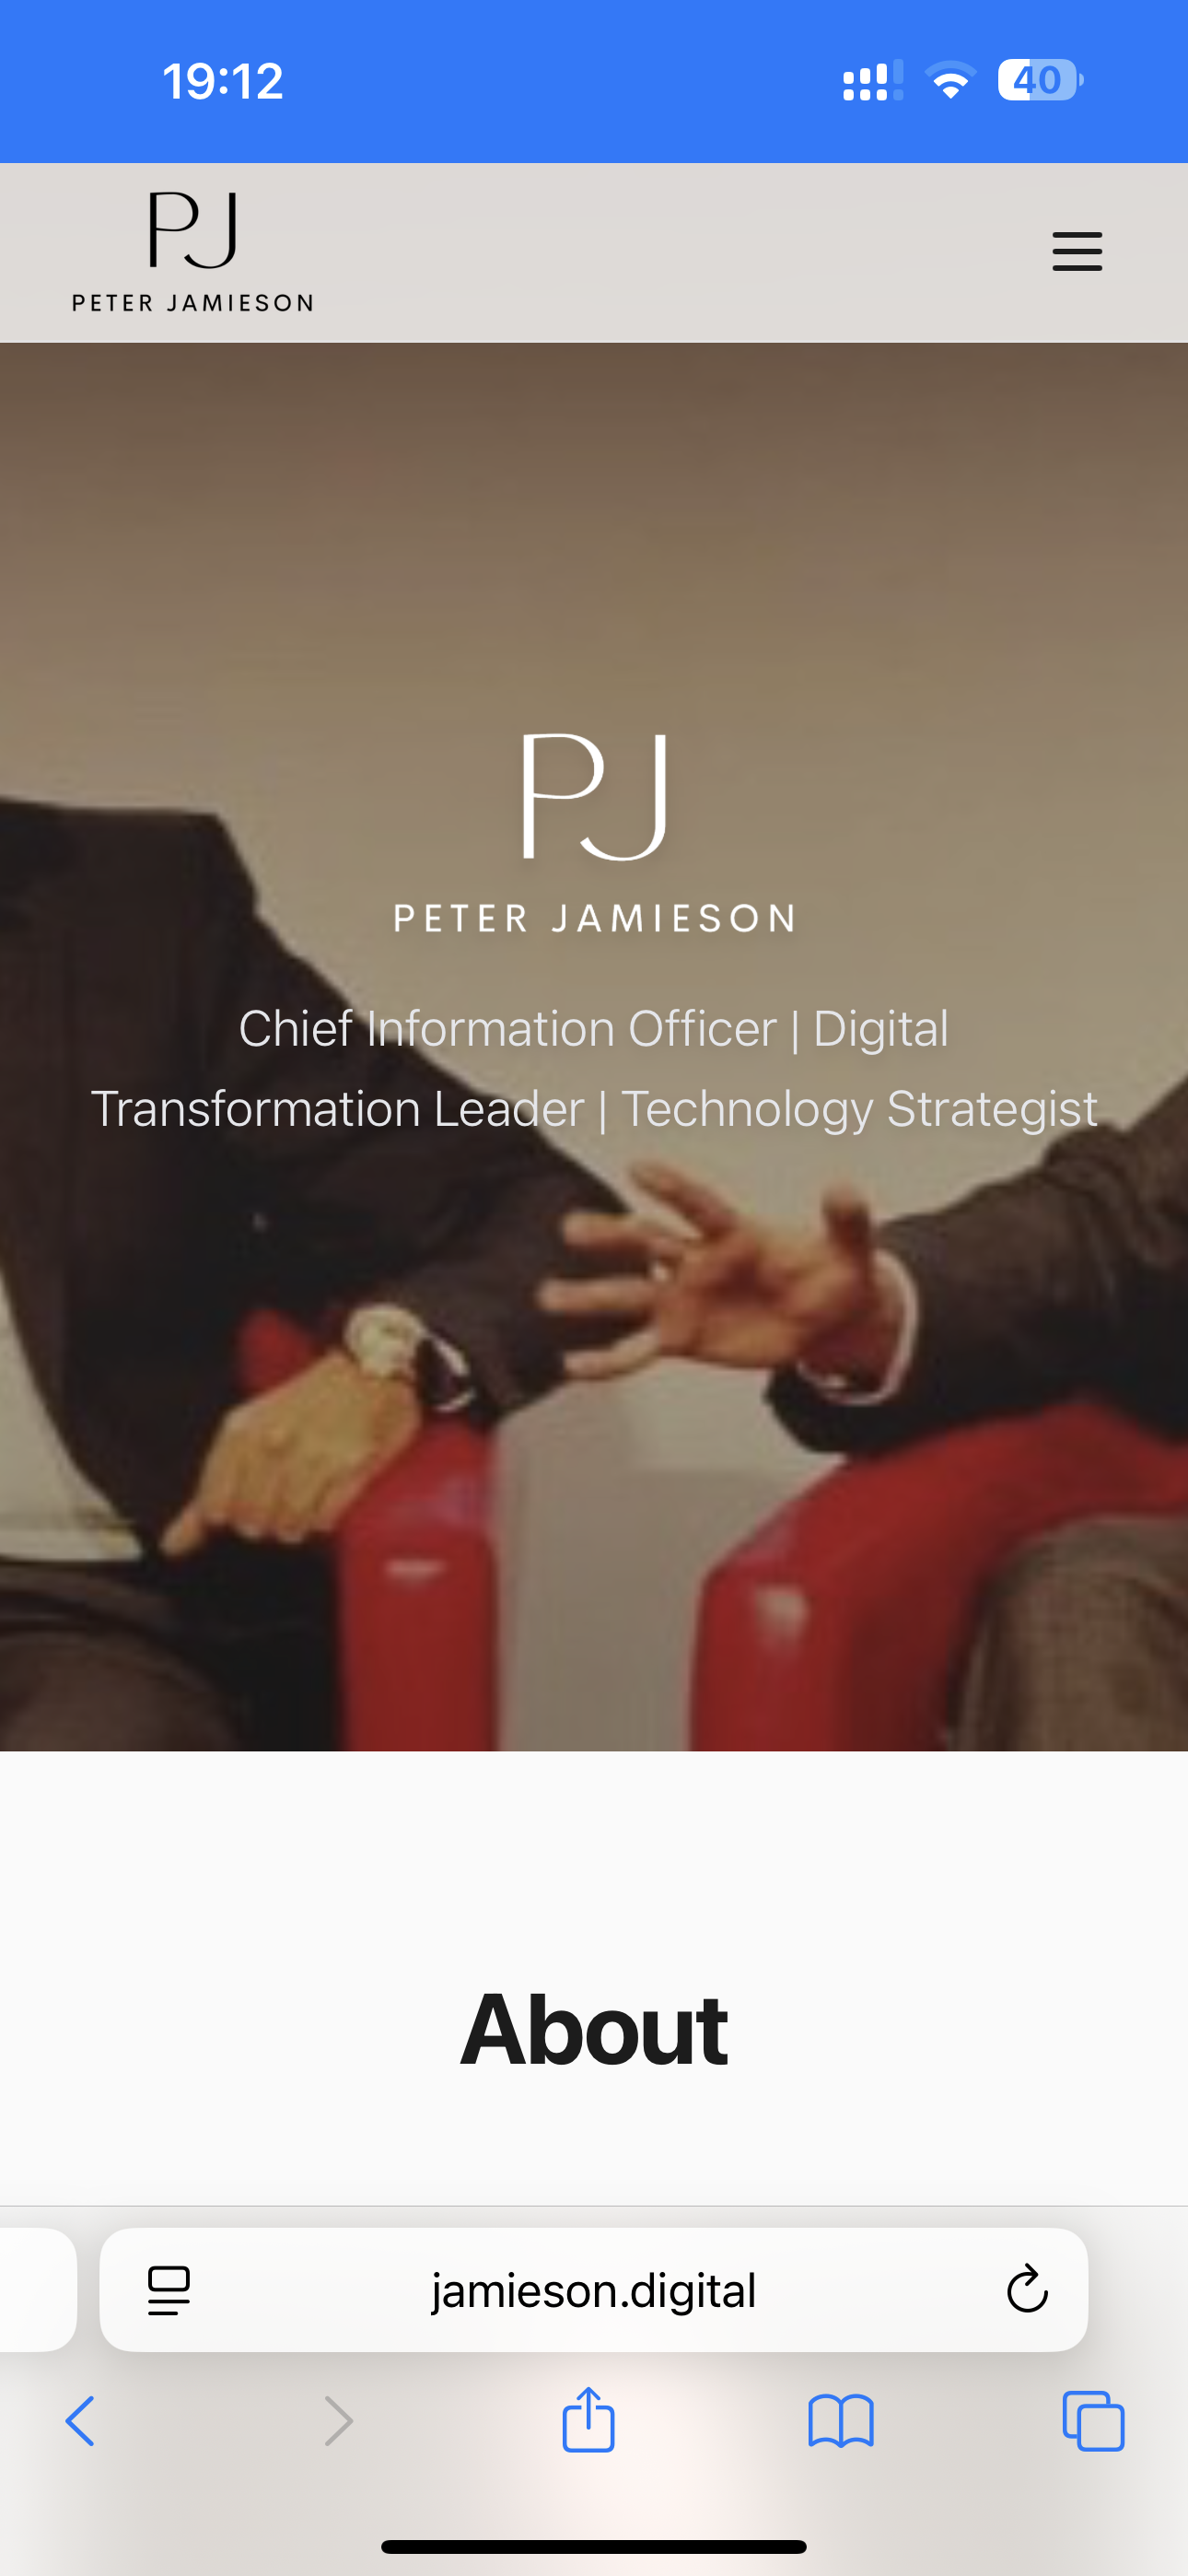 19:12
40
PJ
PETER JAMIESON
PJ
PETER JAMIESON
Chief Information Officer | Digital
Transformation Leader | Technology Strategist
About
jamieson.digital